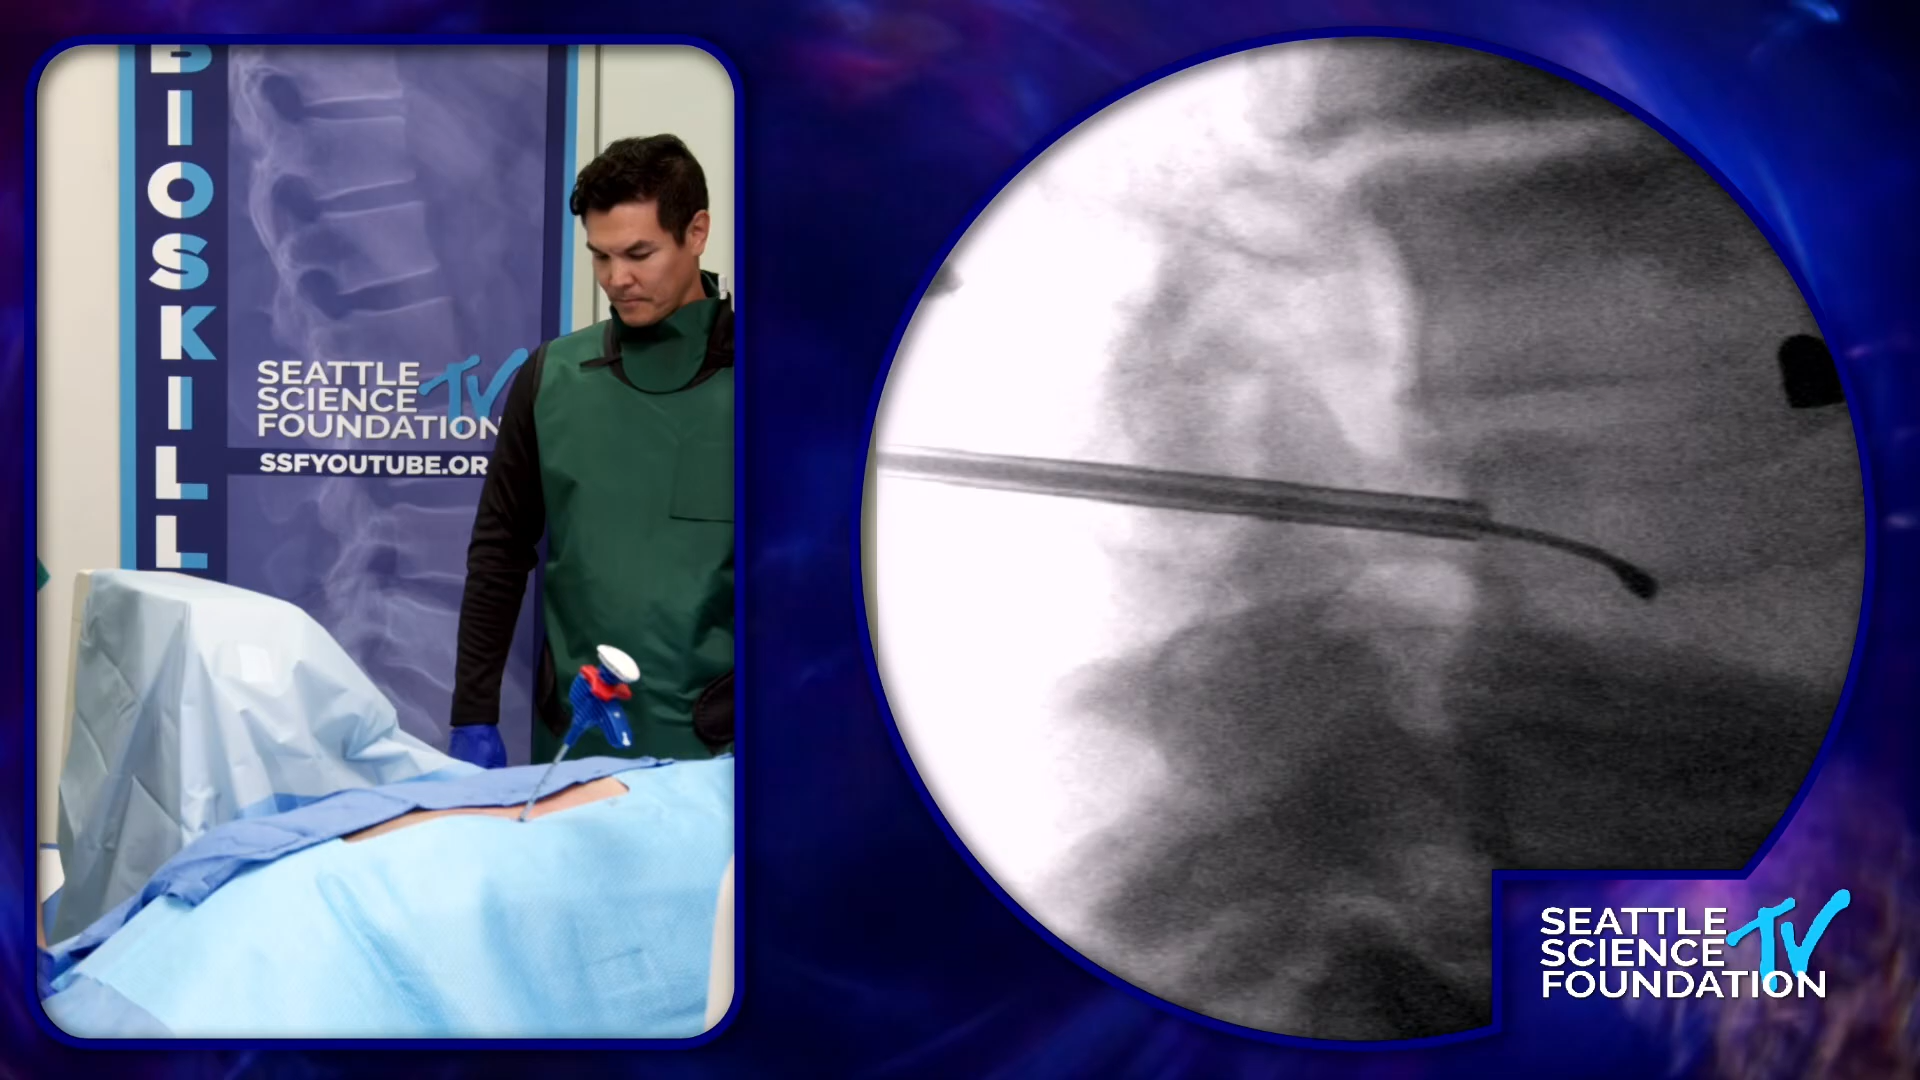 BIOSKILL
SEATTLE
SCIENCE TV
FOUNDATION
SSFYOUTUBE.OR
SEATTLE
SCIENCE TV
FOUNDATION